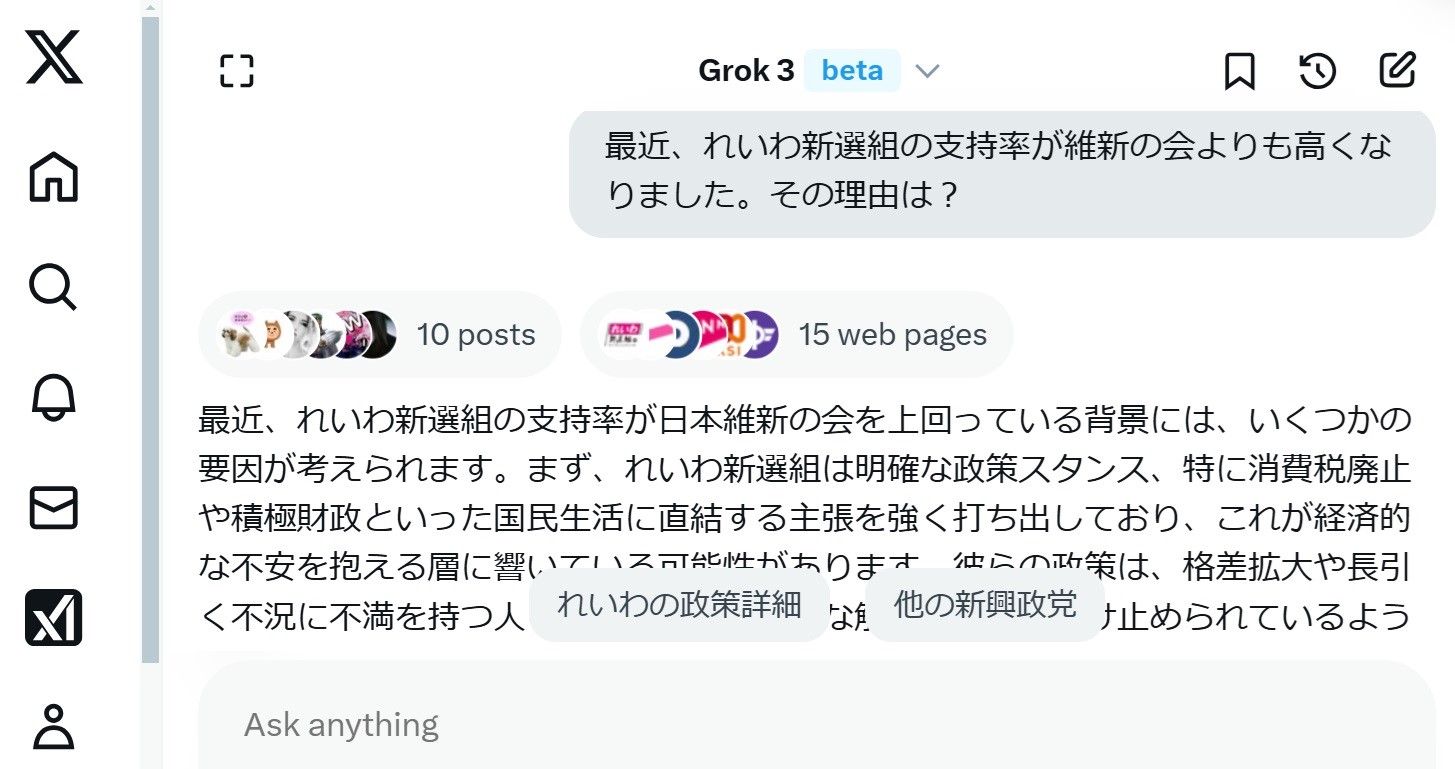 Grok 3 beta
最近、れいわ新選組の支持率が維新の会よりも高くな
りました。その理由は？
10 posts
15 web pages
最近、れいわ新選組の支持率が日本維新の会を上回っている背景には、いくつかの
要因が考えられます。まず、れいわ新選組は明確な政策スタンス、特に消費税廃止
や積極財政といった国民生活に直結する主張を強く打ち出しており、これが経済的
な不安を抱える層に響いている可能性があります。彼らの政策は、格差拡大や長引
く不況に不満を持つ人 な け止められているよう
れいわの政策詳細
他の新興政党
Ask anything